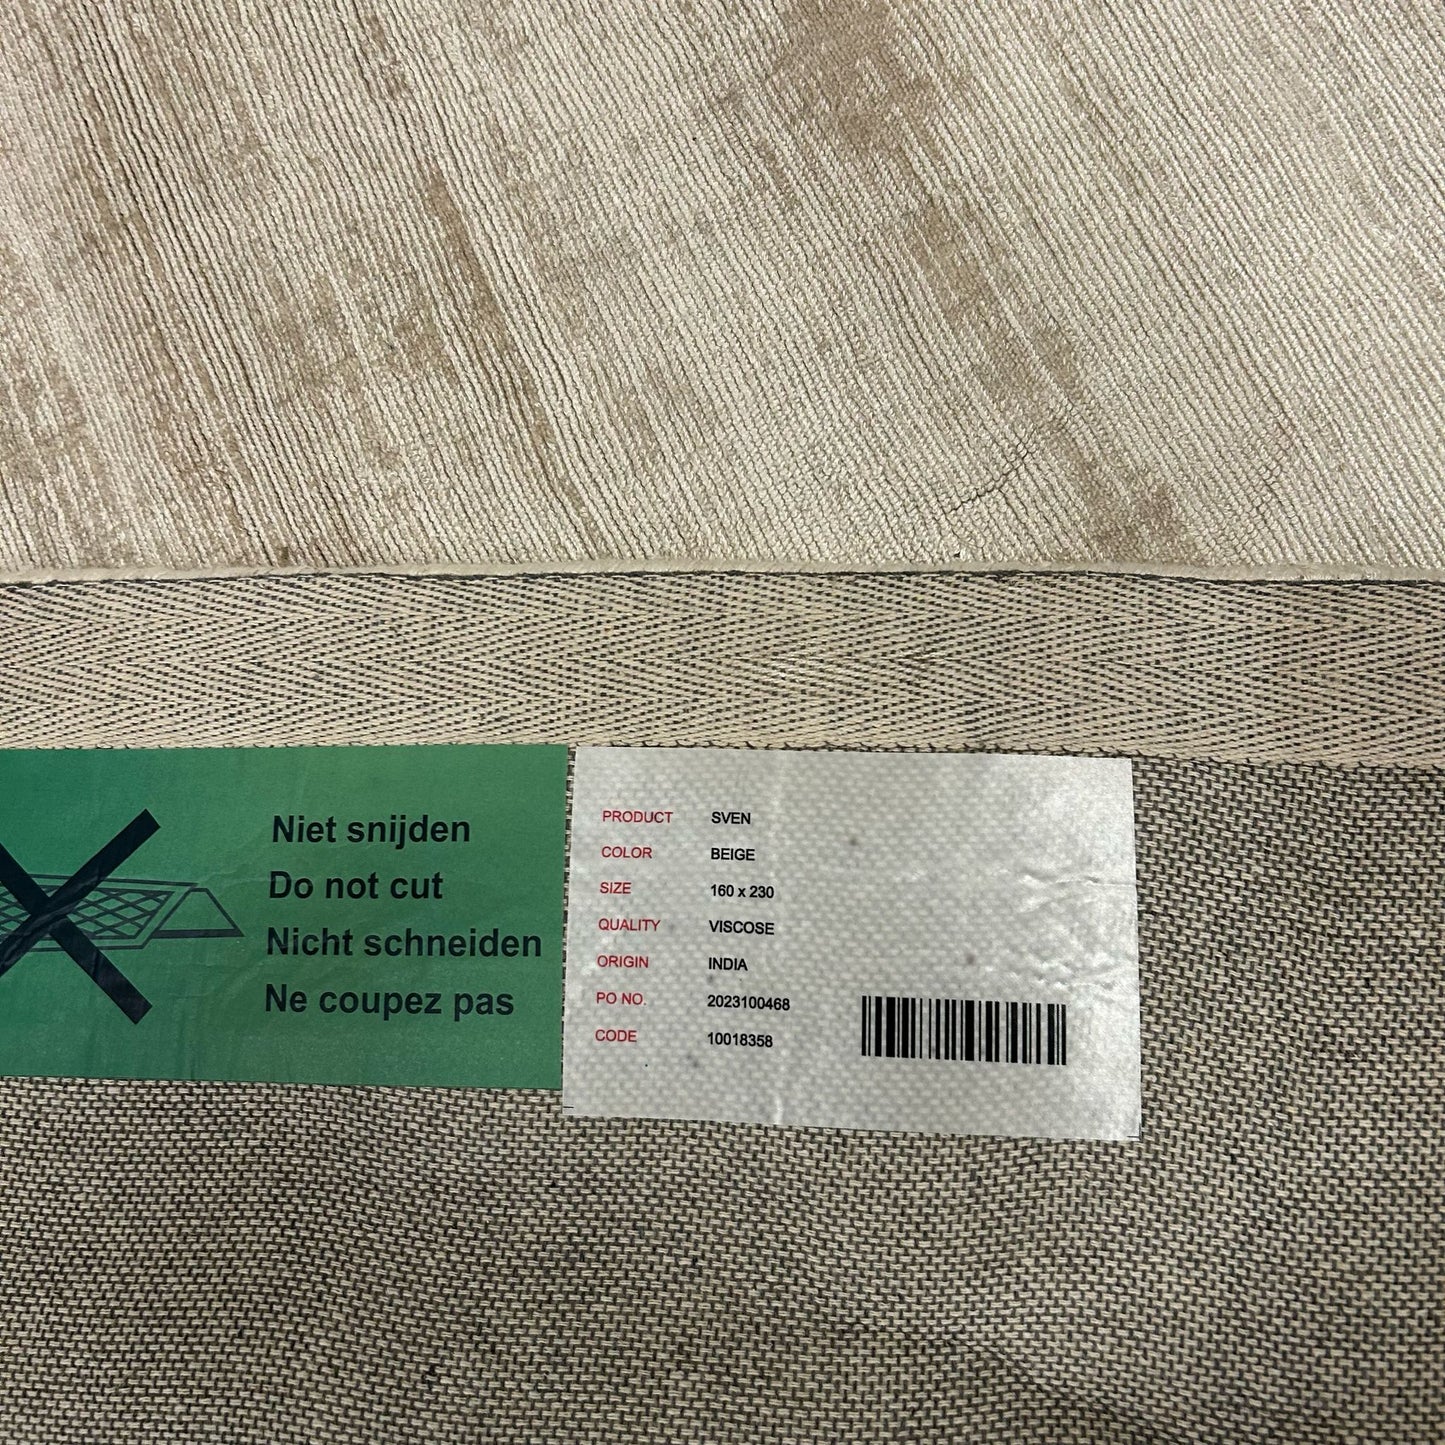 Niet snijden
Do not cut
Nicht schneiden
Ne coupez pas
PRODUCT SVEN
COLOR BEIGE
SIZE 160 x 230
QUALITY VISCOSE
ORIGIN INDIA
PO NO. 2023100468
CODE 10018358